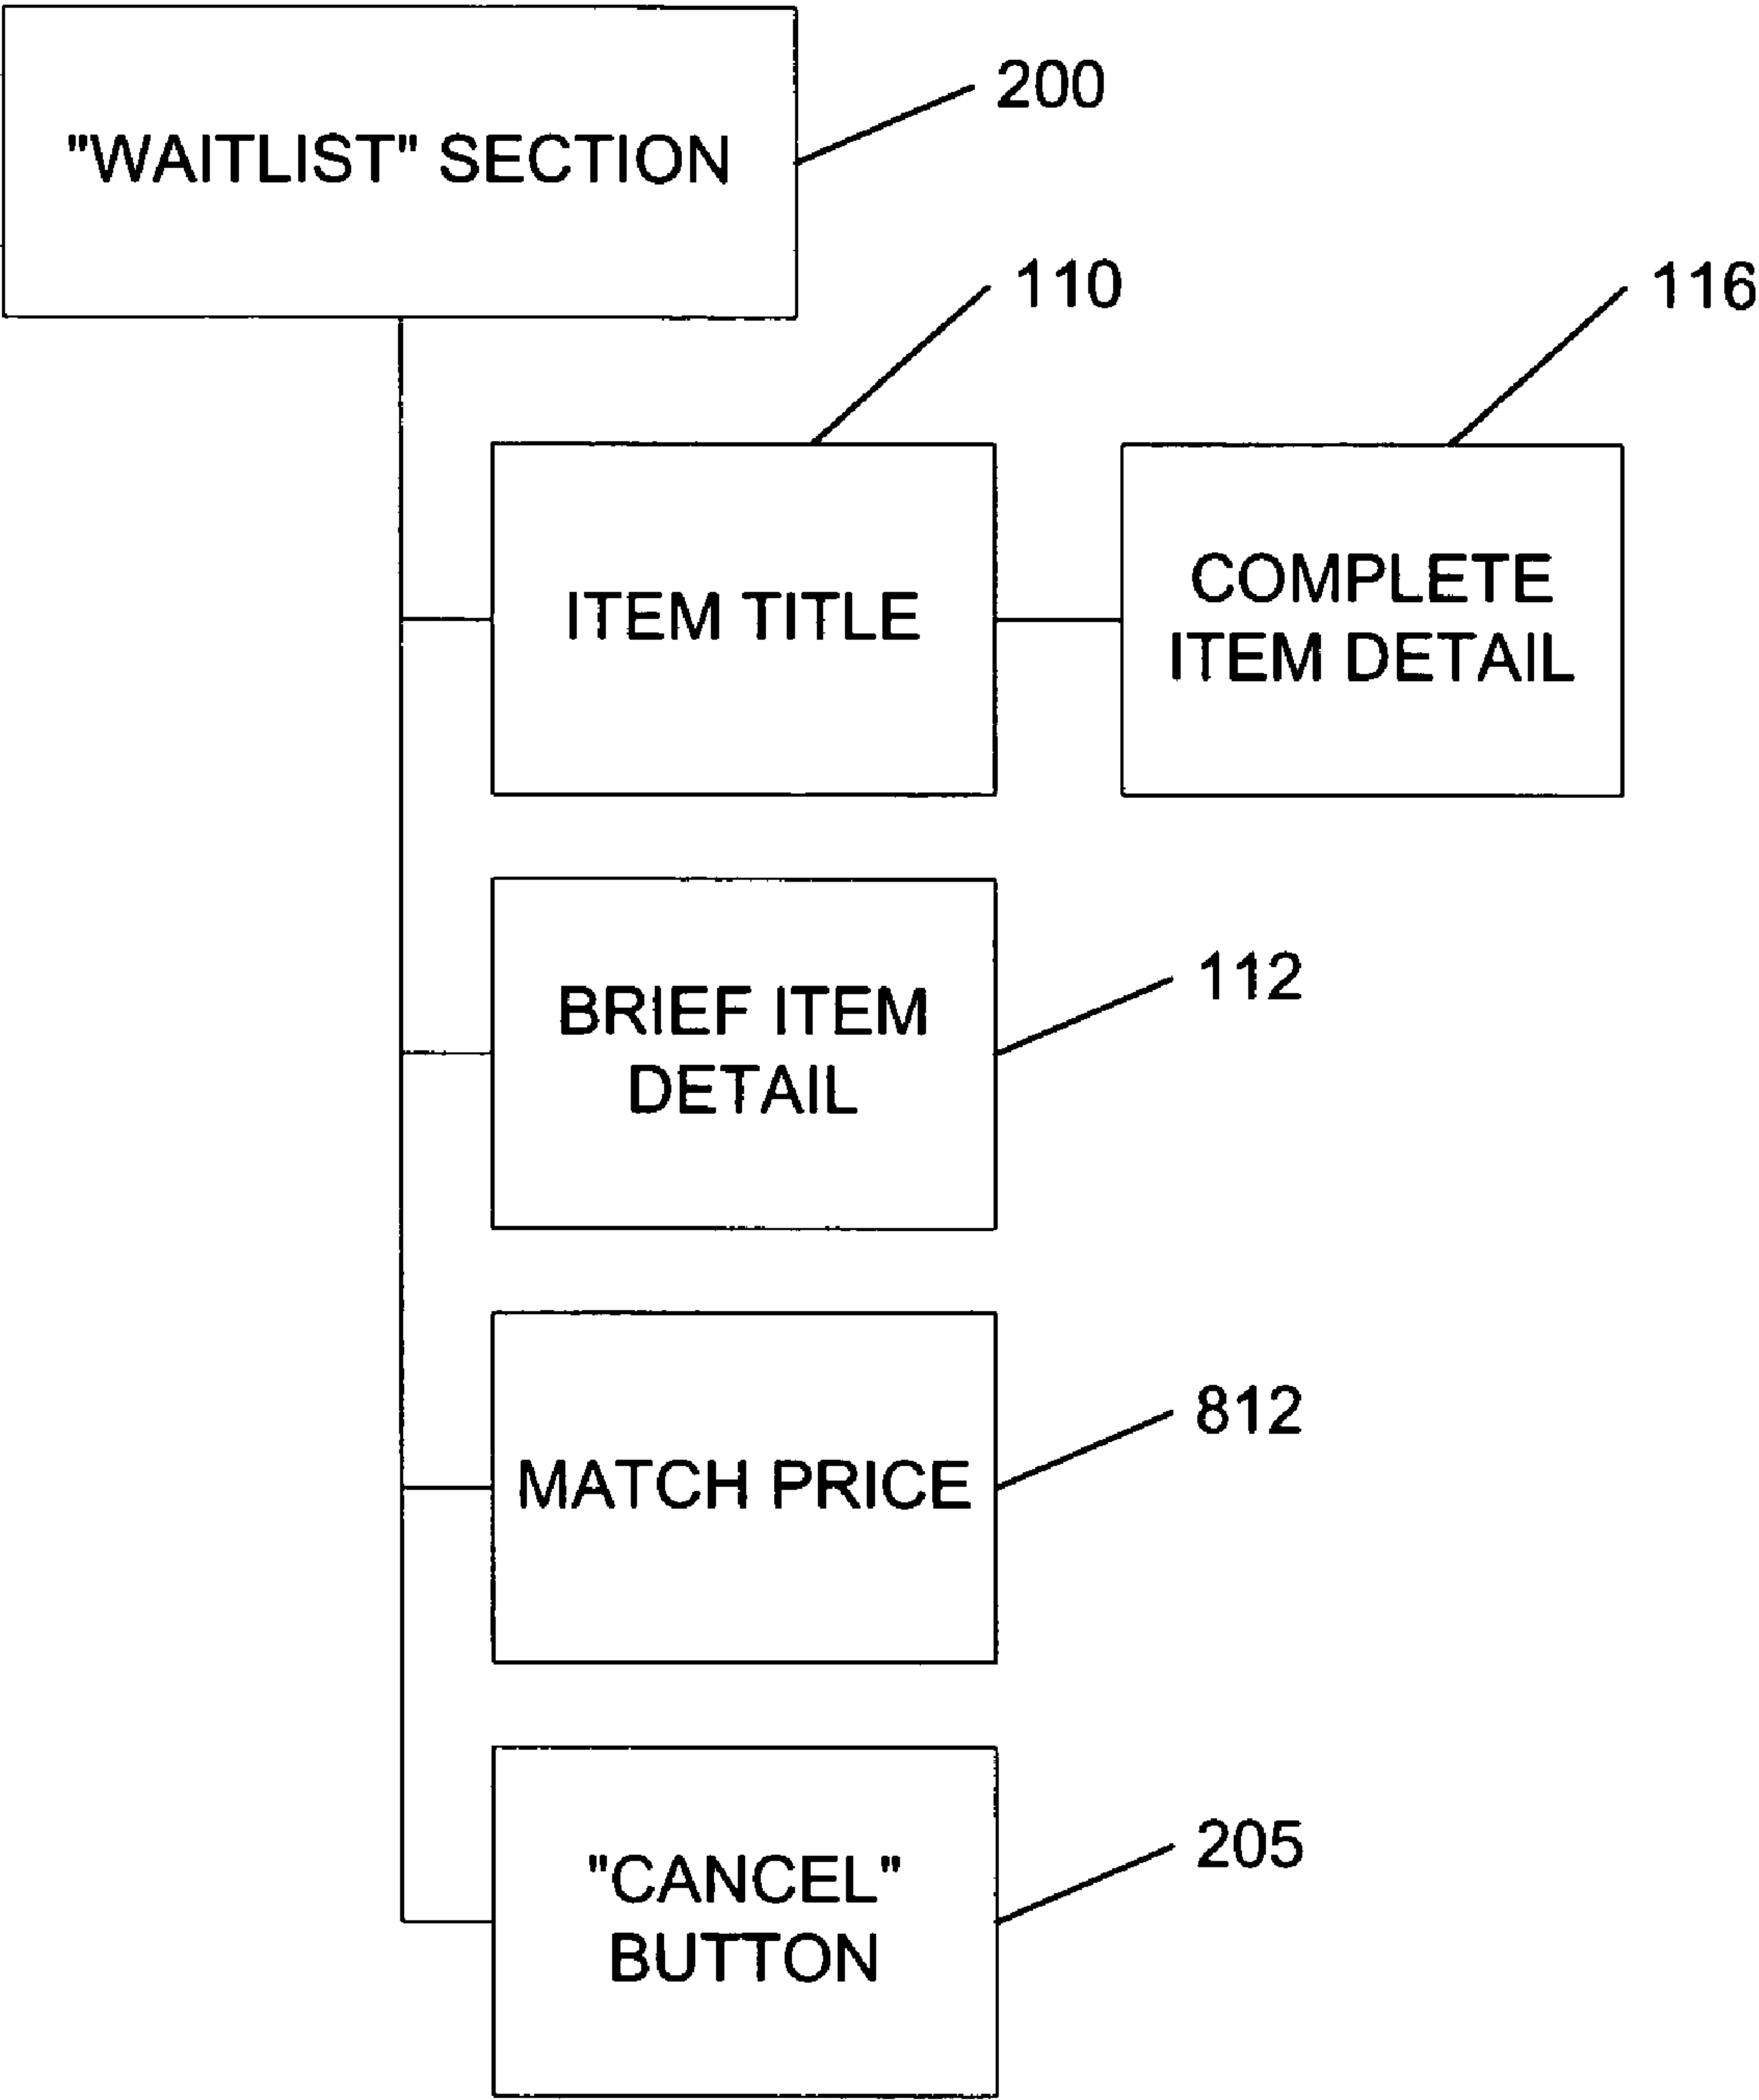 "WAITLIST" SECTION
200
110
116
ITEM TITLE
COMPLETE
ITEM DETAIL
BRIEF ITEM
DETAIL
112
MATCH PRICE
812
"CANCEL"
BUTTON
205